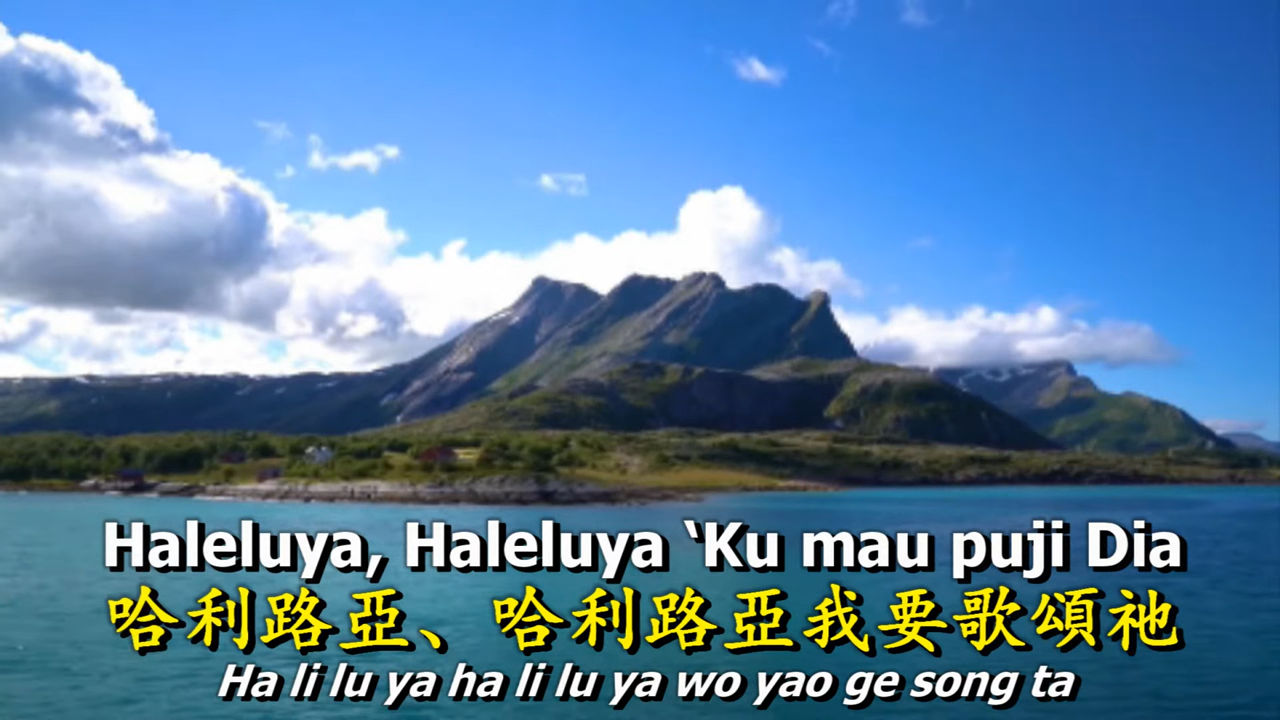 Haleluya, Haleluya ‘Ku mau puji Dia
哈利路亞、哈利路亞我要歌頌祂
Ha li lu ya ha li lu ya wo yao ge song ta